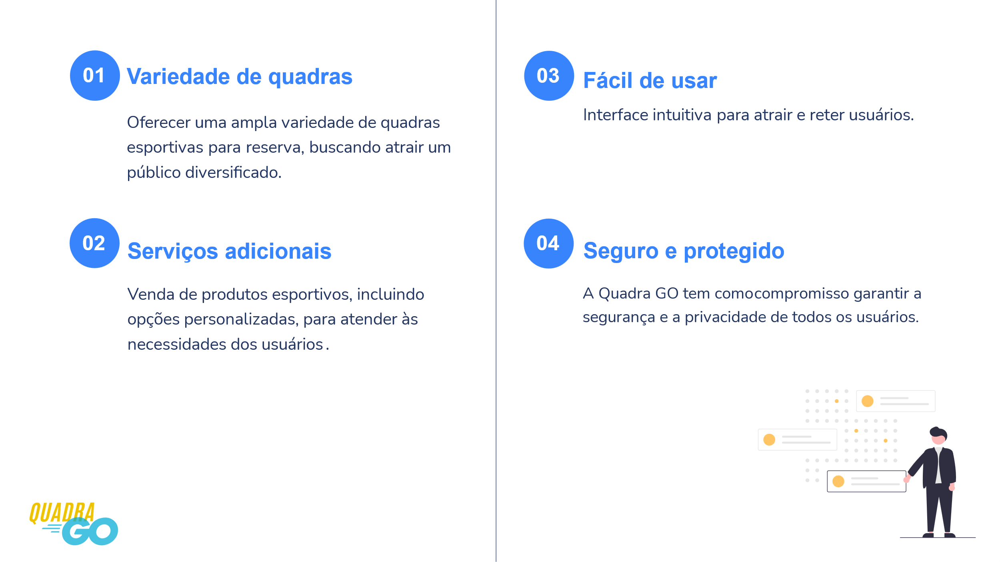 01
Variedade de quadras
Oferecer uma ampla variedade de quadras
esportivas para reserva, buscando atrair um
público diversificado.
02
Serviços adicionais
Venda de produtos esportivos, incluindo
opções personalizadas, para atender às
necessidades dos usuários .
03
Fácil de usar
Interface intuitiva para atrair e reter usuários.
04
Seguro e protegido
A Quadra GO tem comocompromisso garantir a
segurança e a privacidade de todos os usuários.
QUADRA
GO